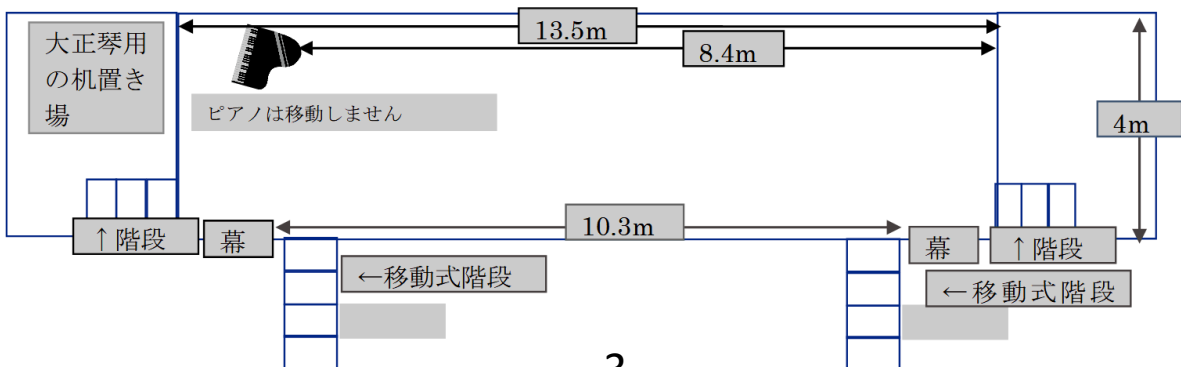 大正琴用
の机置き
場
13.5m
8.4m
ピアノは移動しません
4m
↑階段
幕
10.3m
幕
↑階段
←移動式階段
←移動式階段